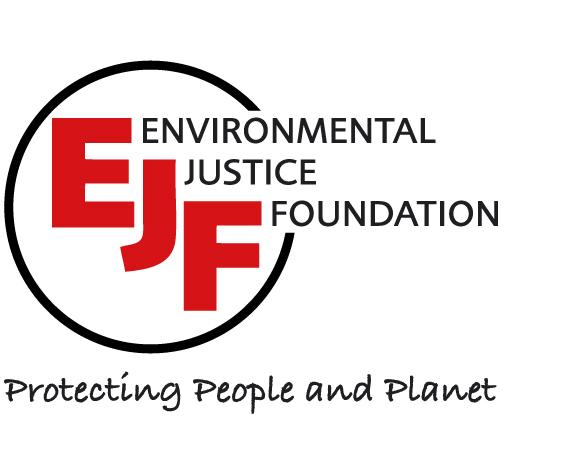 EJF
ENVIRONMENTAL
JUSTICE
FOUNDATION
Protecting People and Planet